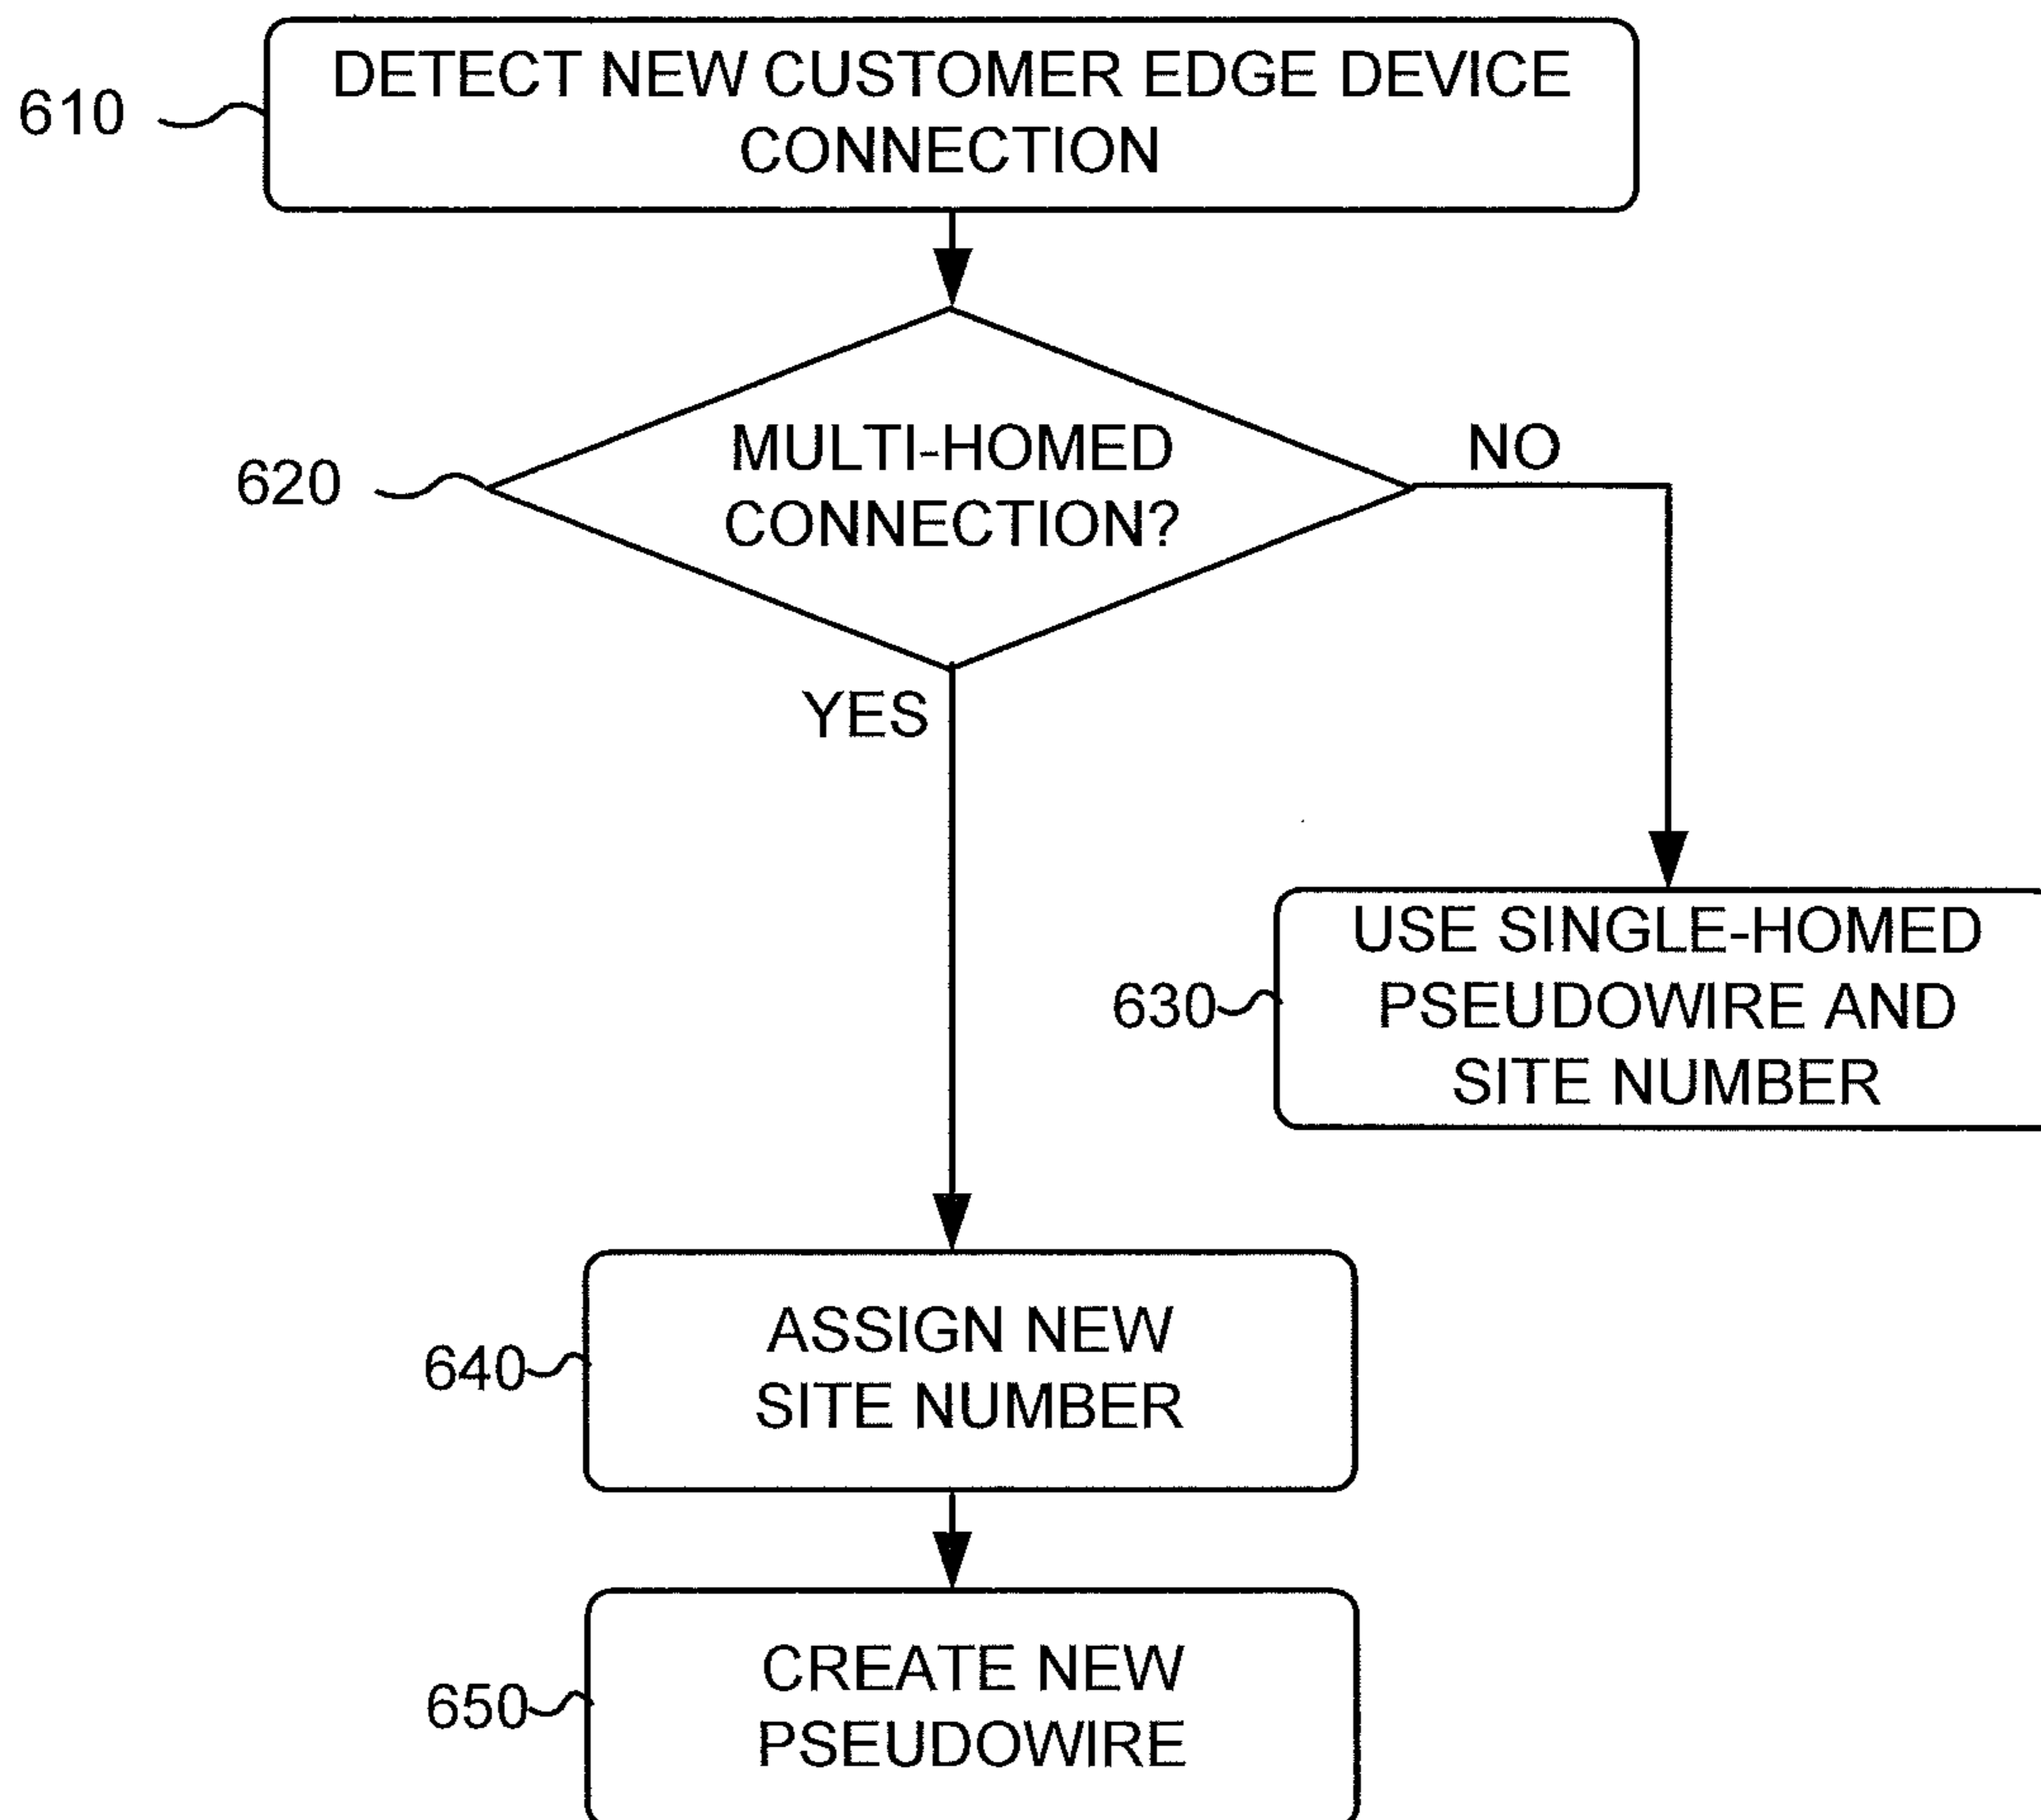 610
DETECT NEW CUSTOMER EDGE DEVICE
CONNECTION
620
MULTI-HOMED
CONNECTION?
NO
YES
630
USE SINGLE-HOMED
PSEUDOWIRE AND
SITE NUMBER
640
ASSIGN NEW
SITE NUMBER
650
CREATE NEW
PSEUDOWIRE